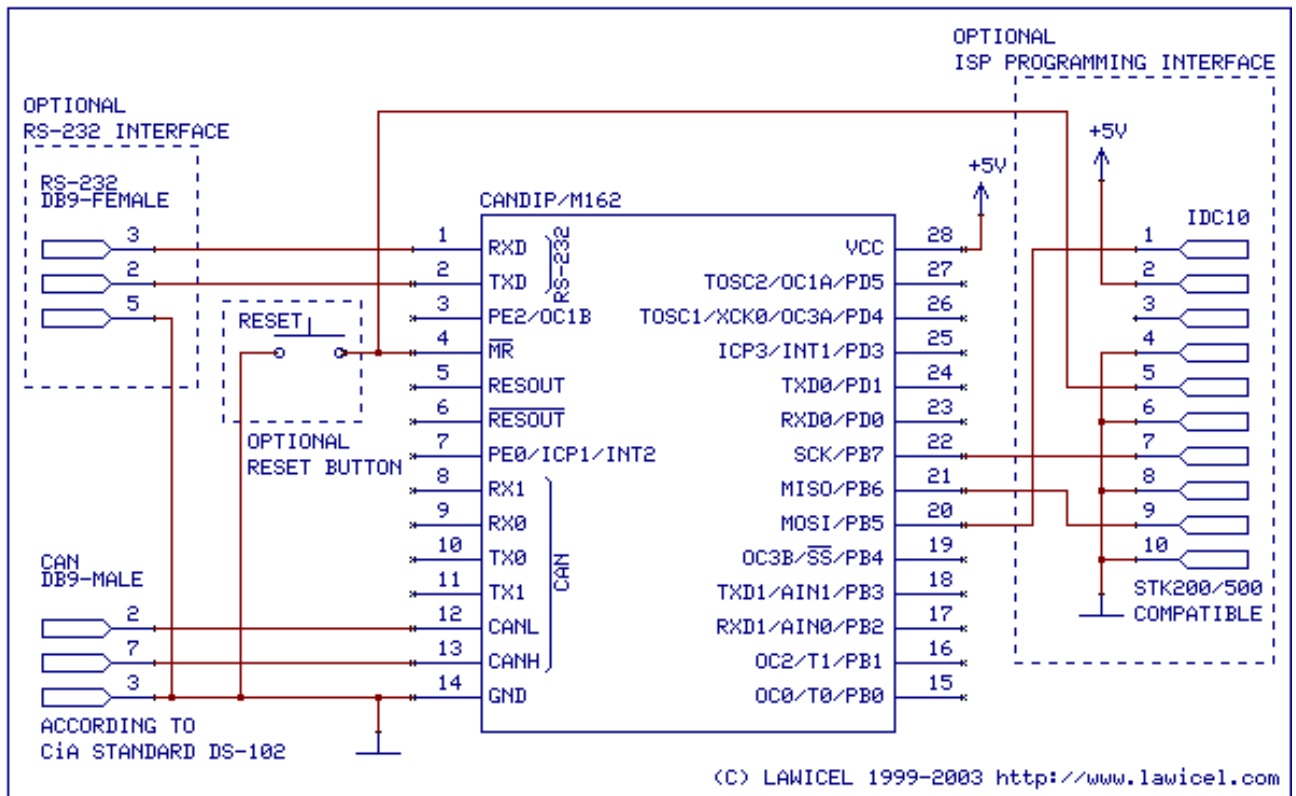 OPTIONAL
ISP PROGRAMMING INTERFACE
OPTIONAL
RS-232 INTERFACE
RS-232
DB9-FEMALE
3
2
5
RESET
OPTIONAL
RESET BUTTON
CAN
DB9-MALE
2
7
3
ACCORDING TO
CiA STANDARD DS-102
CANDIP/M162
1 RXD
2 TXD
RS-232
3 PE2/OC1B
4 MR
5 RESOUT
6 RESOUT
7 PE0/ICP1/INT2
8 RX1
9 RX0
10 TX0
11 TX1
12 CANL
13 CANH
CAN
14 GND
+5V
VCC 28
TOSC2/OC1A/PD5 27
TOSC1/XCK0/OC3A/PD4 26
ICP3/INT1/PD3 25
TXD0/PD1 24
RXD0/PD0 23
SCK/PB7 22
MISO/PB6 21
MOSI/PB5 20
OC3B/SS/PB4 19
TXD1/AIN1/PB3 18
RXD1/AIN0/PB2 17
OC2/T1/PB1 16
OC0/T0/PB0 15
+5V
IDC10
1
2
3
4
5
6
7
8
9
10
STK200/500
COMPATIBLE
(C) LAWICEL 1999-2003 http://www.lawicel.com